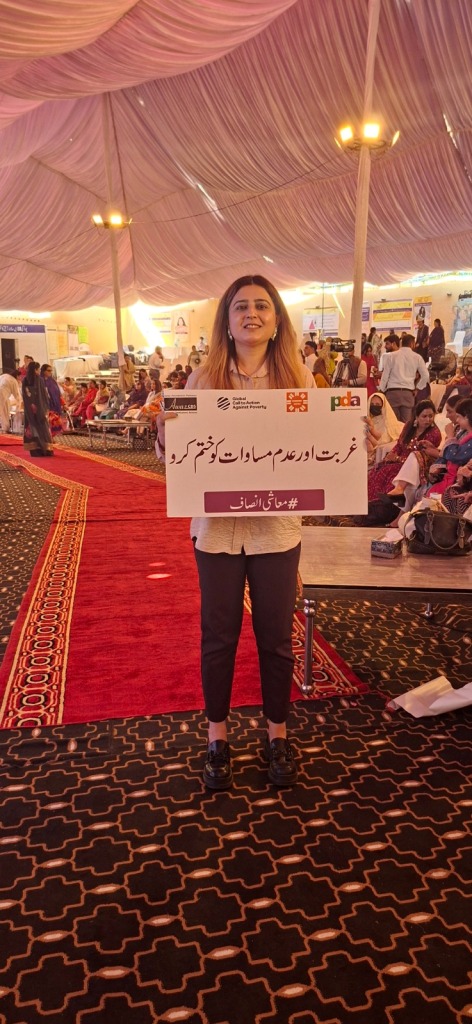 Global
Call to Action
Against Poverty
pda
غربت اور عدم مساوات کو ختم کرو
#معاشی انصاف